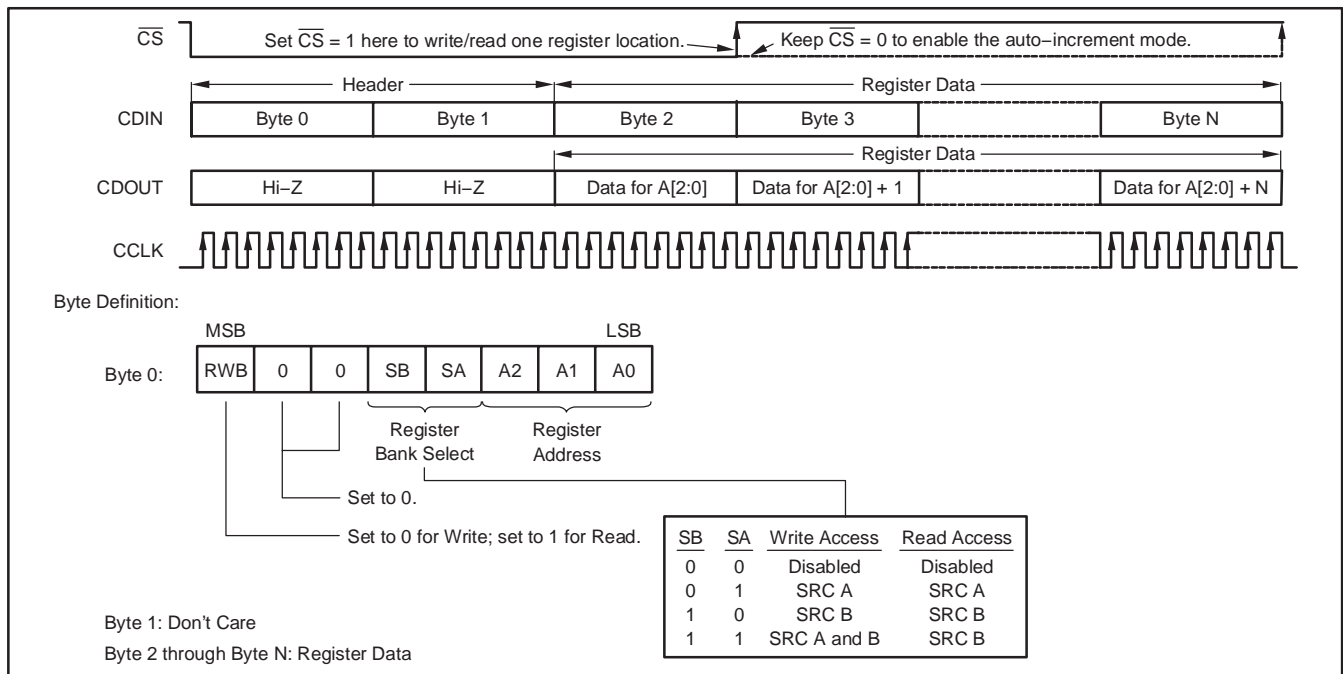 CS
Set CS = 1 here to write/read one register location.
Keep CS = 0 to enable the auto−increment mode.
Header
Register Data
CDIN
Byte 0
Byte 1
Byte 2
Byte 3
Byte N
Register Data
CDOUT
Hi−Z
Hi−Z
Data for A[2:0]
Data for A[2:0] + 1
Data for A[2:0] + N
CCLK
Byte Definition:
MSB
LSB
Byte 0:
RWB 0 0 SB SA A2 A1 A0
Register Bank Select
Register Address
Set to 0.
Set to 0 for Write; set to 1 for Read.
SB SA Write Access Read Access
0 0 Disabled Disabled
0 1 SRC A SRC A
1 0 SRC B SRC B
1 1 SRC A and B SRC B
Byte 1: Don't Care
Byte 2 through Byte N: Register Data